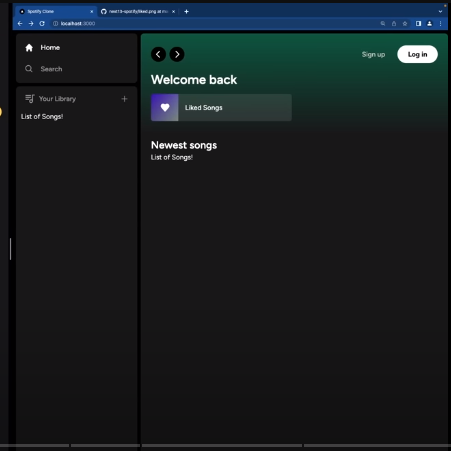 Spotify Clone
next13-spotify/liked.png at m
localhost:3000
Home
Search
Your Library
List of Songs!
Sign up
Log in
Welcome back
Liked Songs
Newest songs
List of Songs!